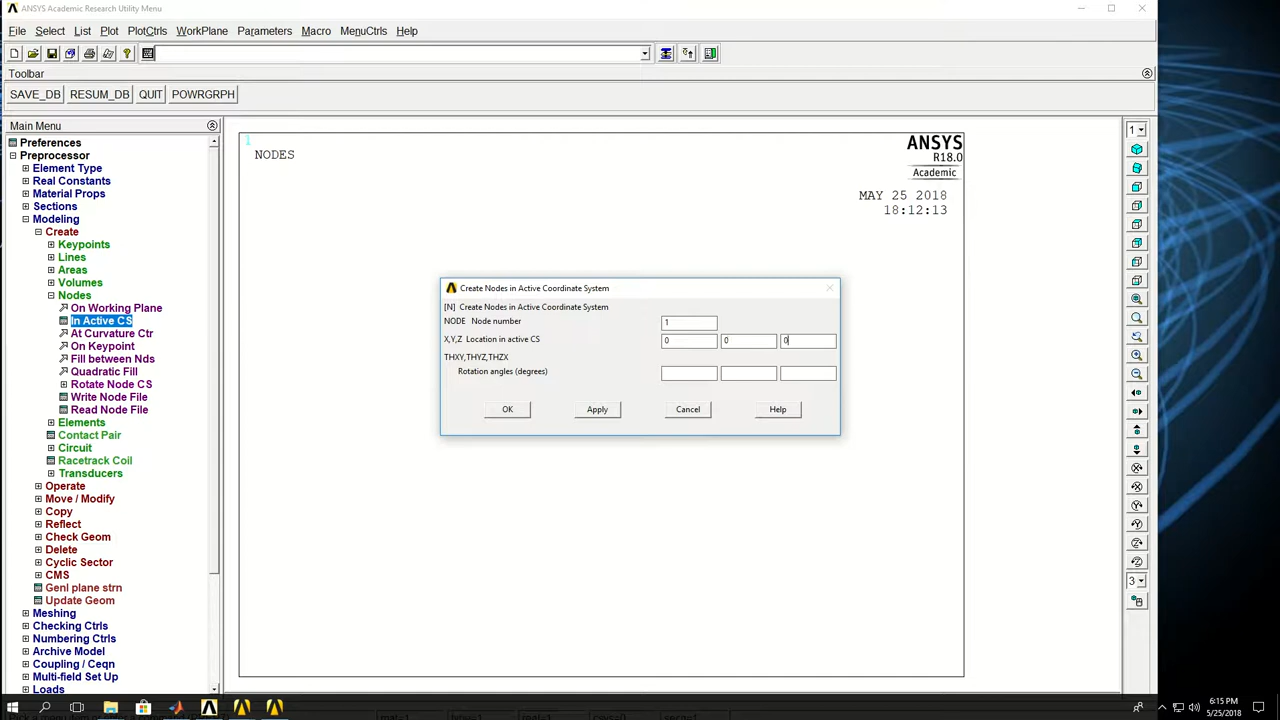 ANSYS Academic Research Utility Menu
File Select List Plot PlotCtrls WorkPlane Parameters Macro MenuCtrls Help
Toolbar
SAVE_DB RESUM_DB QUIT POWRGRPH
Main Menu
Preferences
Preprocessor
Element Type
Real Constants
Material Props
Sections
Modeling
Create
Keypoints
Lines
Areas
Volumes
Nodes
On Working Plane
In Active CS
At Curvature Ctr
On Keypoint
Fill between Nds
Quadratic Fill
Rotate Node CS
Write Node File
Read Node File
Elements
Contact Pair
Circuit
Racetrack Coil
Transducers
Operate
Move / Modify
Copy
Reflect
Check Geom
Delete
Cyclic Sector
CMS
Genl plane strn
Update Geom
Meshing
Checking Ctrls
Numbering Ctrls
Archive Model
Coupling / Ceqn
Multi-field Set Up
Loads
1
NODES
ANSYS
R18.0
Academic
MAY 25 2018
18:12:13
Create Nodes in Active Coordinate System
[N] Create Nodes in Active Coordinate System
NODE Node number 1
X,Y,Z Location in active CS 0 0 0
THXY,THYZ,THZX
Rotation angles (degrees)
OK Apply Cancel Help
1
3
6:15 PM
5/25/2018